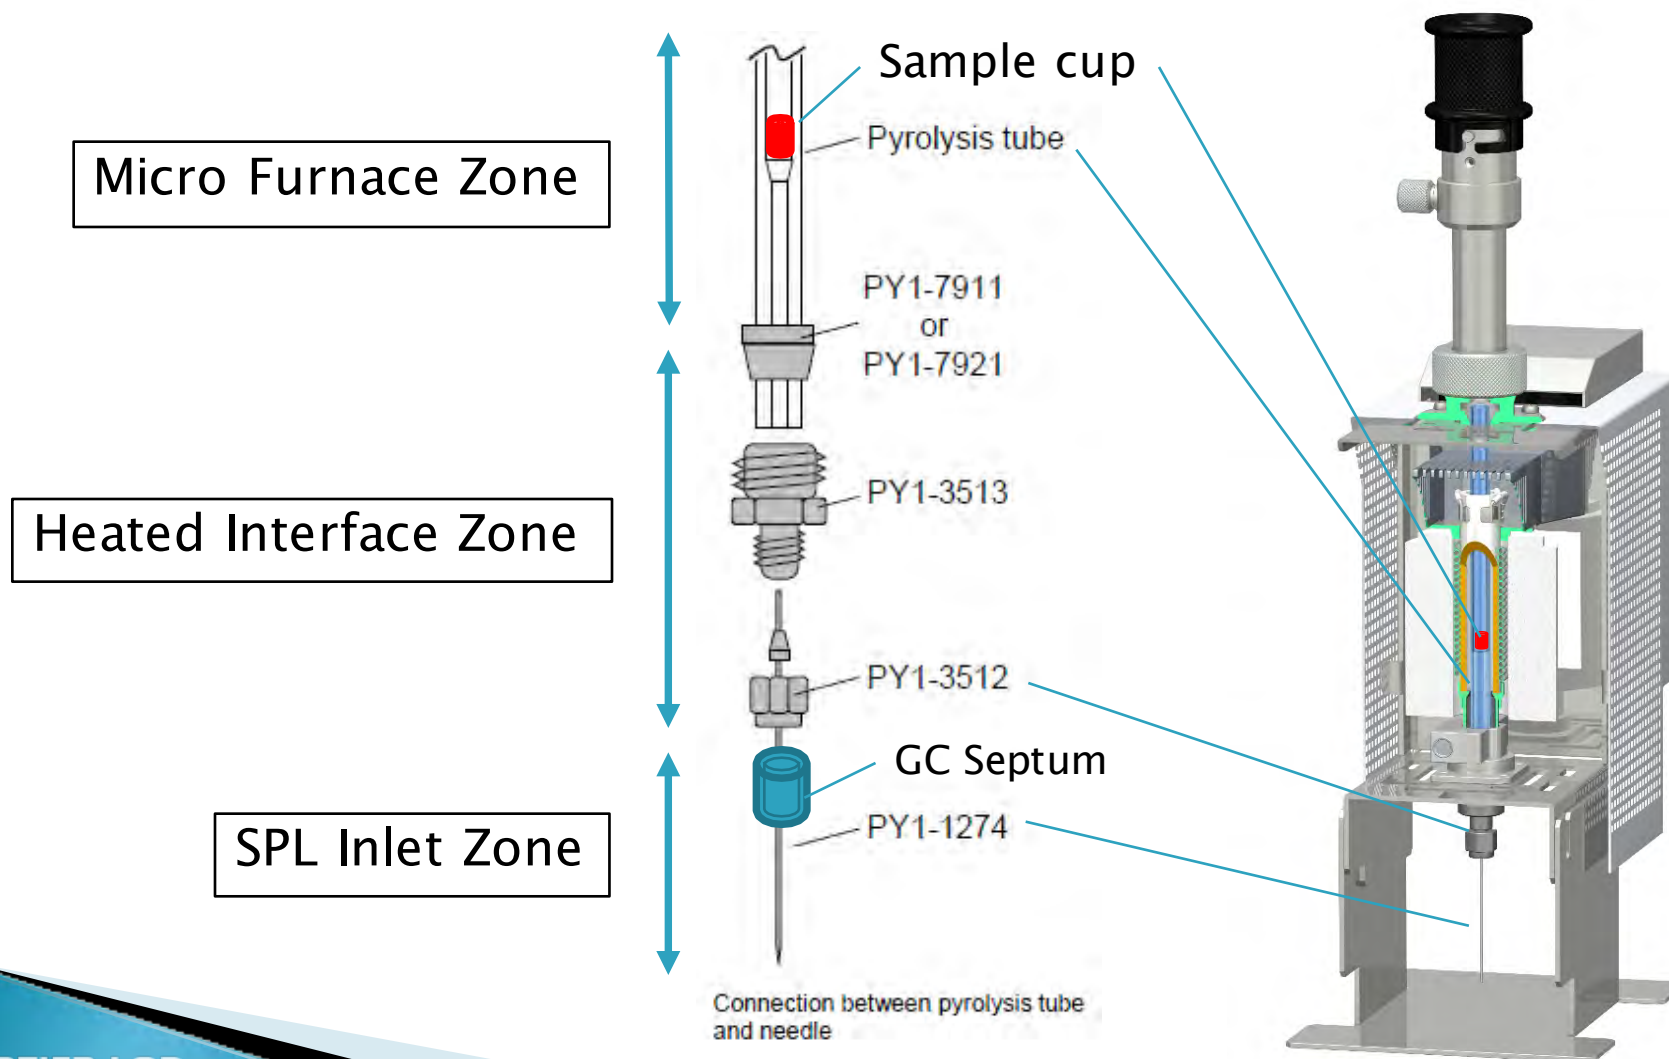 Sample cup
Pyrolysis tube
Micro Furnace Zone
PY1-7911
or
PY1-7921
PY1-3513
Heated Interface Zone
PY1-3512
GC Septum
PY1-1274
SPL Inlet Zone
Connection between pyrolysis tube
and needle